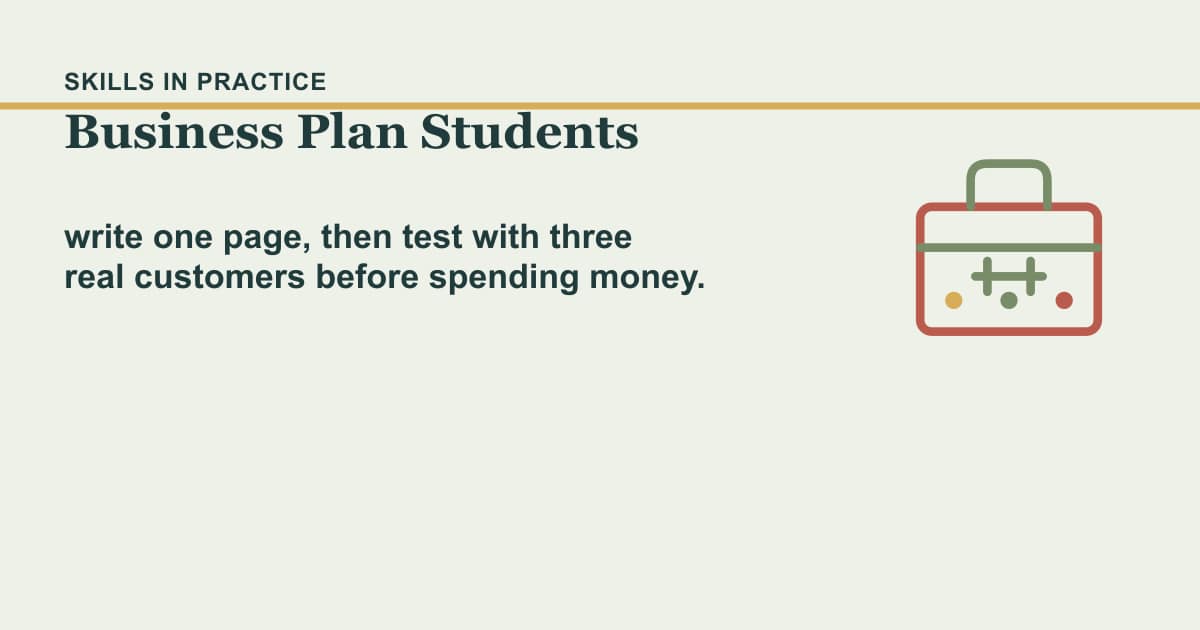 SKILLS IN PRACTICE
Business Plan Students
write one page, then test with three
real customers before spending money.